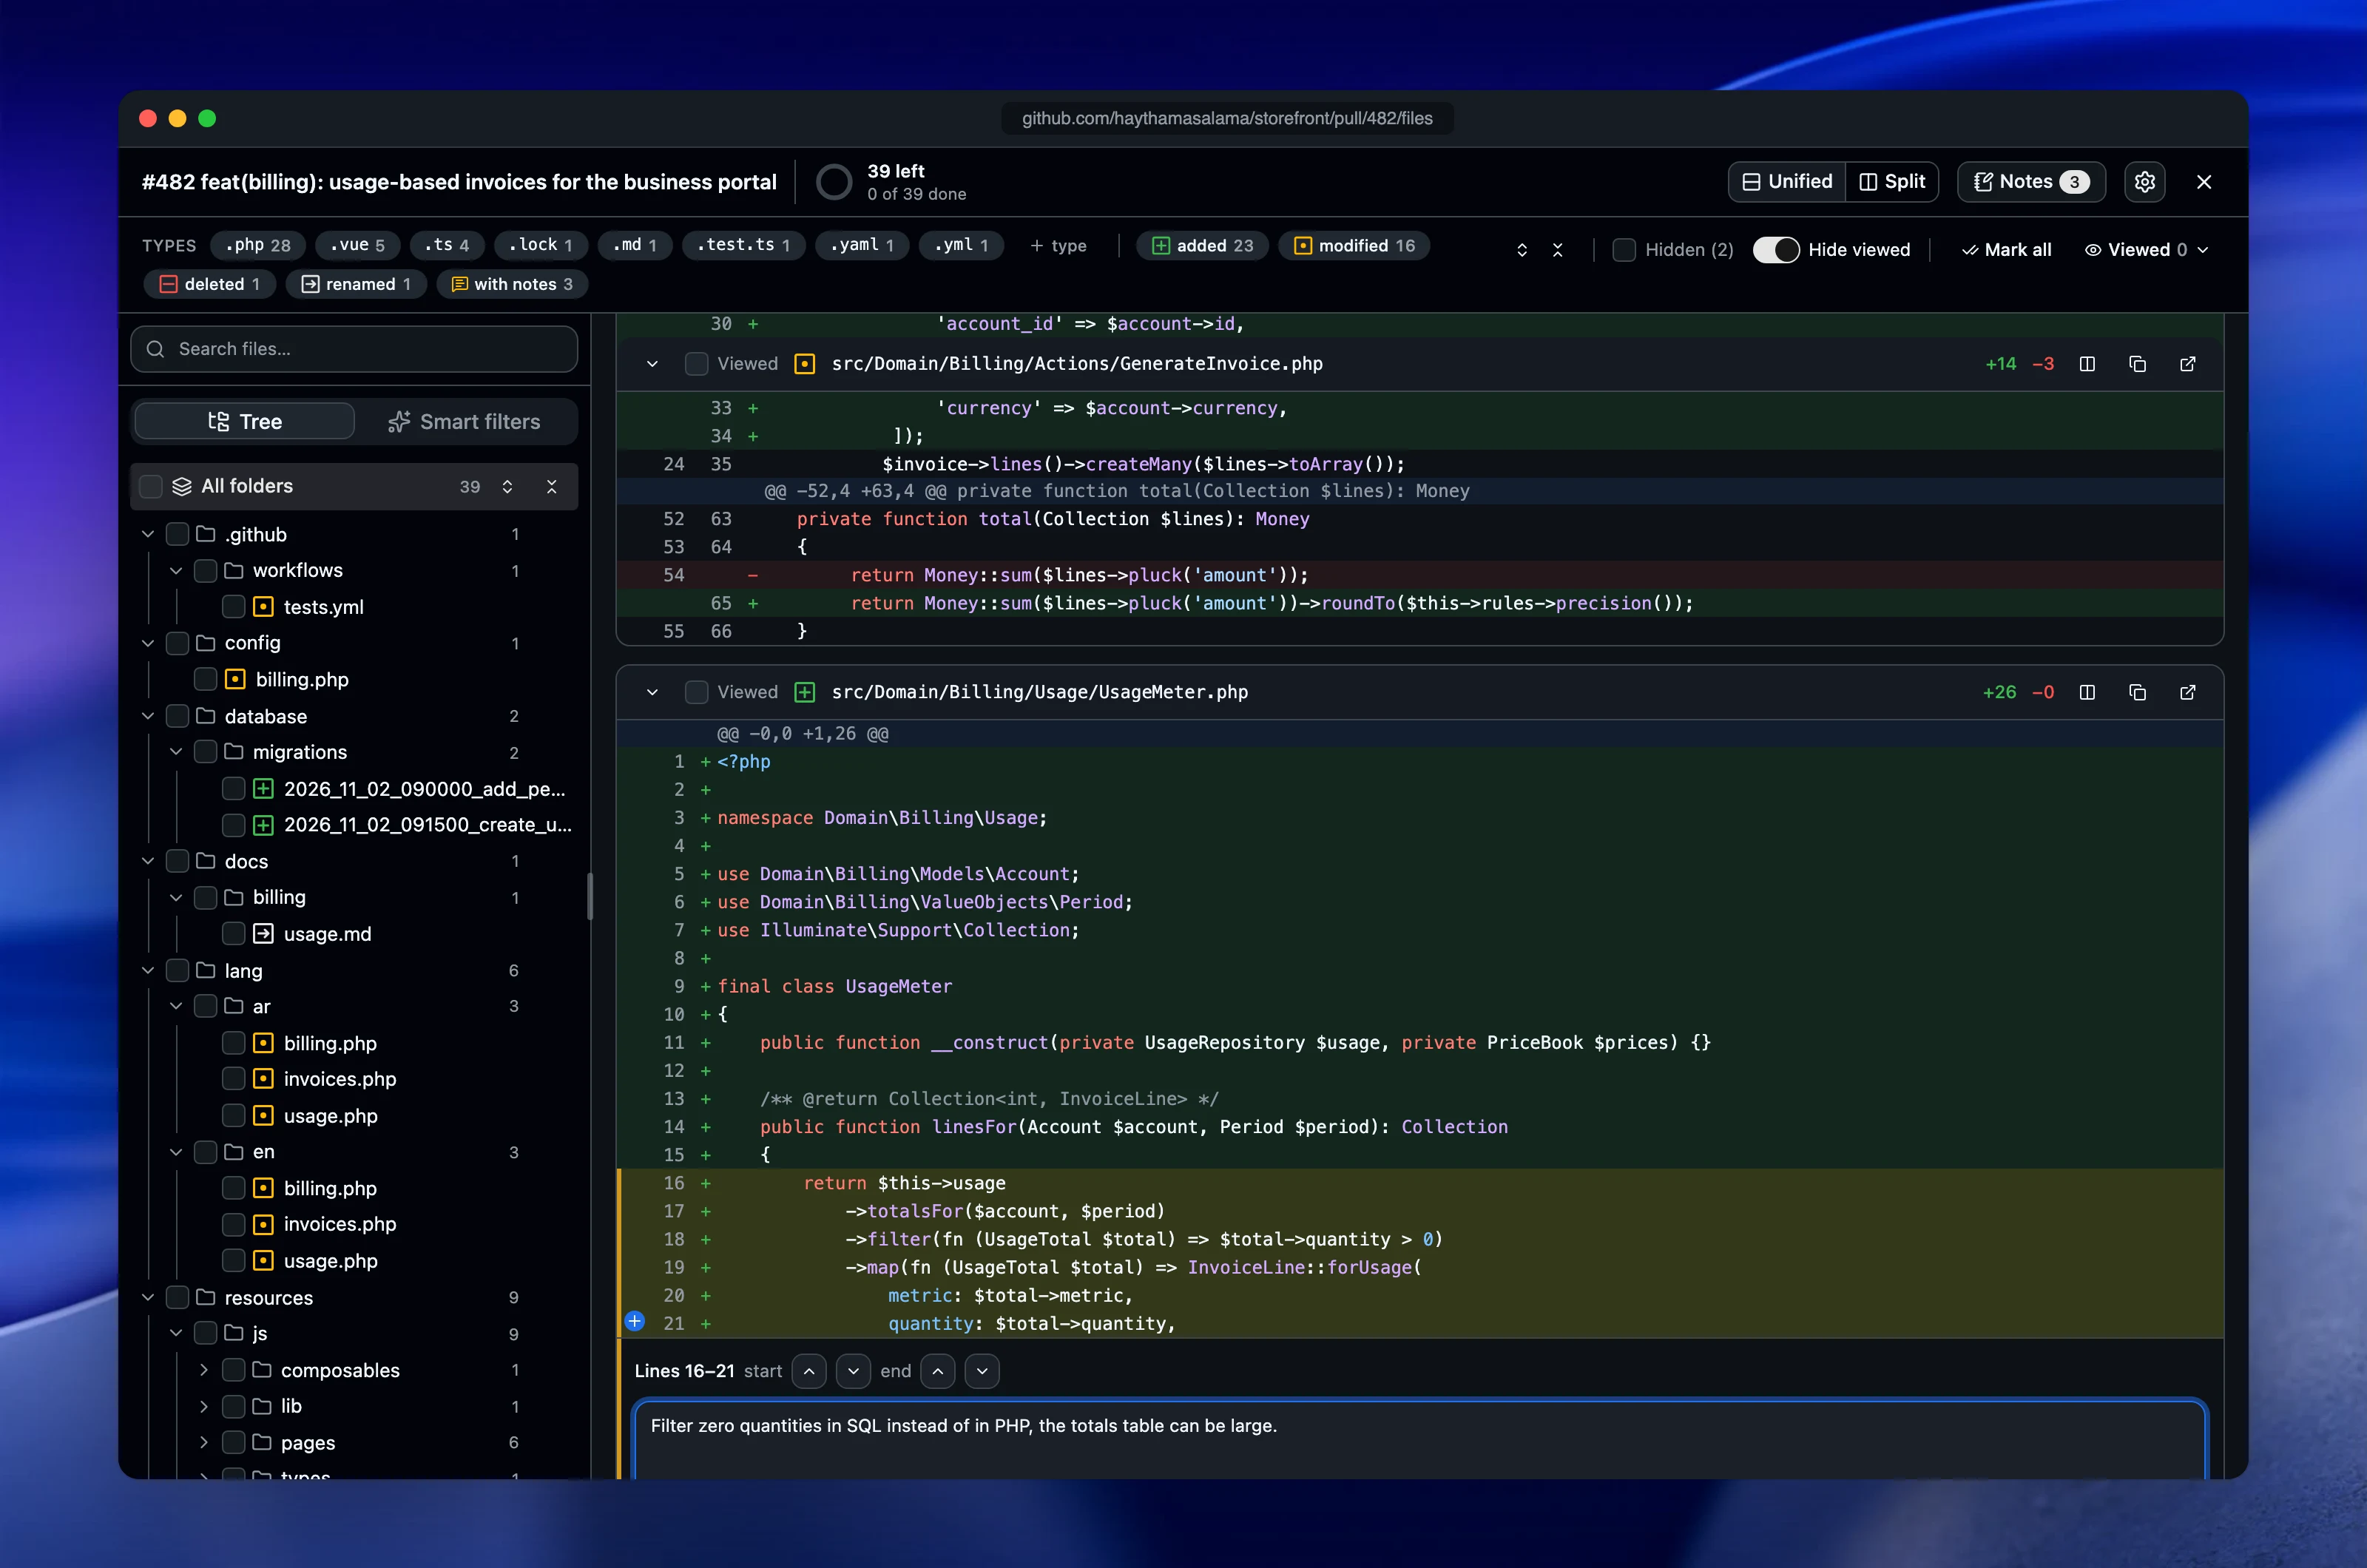 github.com/haythamasalama/storefront/pull/482/files
#482 feat(billing): usage-based invoices for the business portal
39 left
0 of 39 done
Unified
Split
Notes 3
TYPES .php 28 .vue 5 .ts 4 .lock 1 .md 1 .test.ts 1 .yaml 1 .yml 1 + type added 23 modified 16
Hidden (2) Hide viewed Mark all Viewed 0
deleted 1 renamed 1 with notes 3
Search files...
Tree Smart filters
All folders 39
.github 1
workflows 1
tests.yml
config 1
billing.php
database 2
migrations 2
2026_11_02_090000_add_pe...
2026_11_02_091500_create_u...
docs 1
billing 1
usage.md
lang 6
ar 3
billing.php
invoices.php
usage.php
en 3
billing.php
invoices.php
usage.php
resources 9
js 9
composables 1
lib 1
pages 6
types 1
30 + 'account_id' => $account->id,
Viewed src/Domain/Billing/Actions/GenerateInvoice.php +14 −3
33 + 'currency' => $account->currency,
34 + ]);
24 35 $invoice->lines()->createMany($lines->toArray());
@@ -52,4 +63,4 @@ private function total(Collection $lines): Money
52 63 private function total(Collection $lines): Money
53 64 {
54 − return Money::sum($lines->pluck('amount'));
65 + return Money::sum($lines->pluck('amount'))->roundTo($this->rules->precision());
55 66 }
Viewed src/Domain/Billing/Usage/UsageMeter.php +26 −0
@@ -0,0 +1,26 @@
1 + <?php
2 +
3 + namespace Domain\Billing\Usage;
4 +
5 + use Domain\Billing\Models\Account;
6 + use Domain\Billing\ValueObjects\Period;
7 + use Illuminate\Support\Collection;
8 +
9 + final class UsageMeter
10 + {
11 + public function __construct(private UsageRepository $usage, private PriceBook $prices) {}
12 +
13 + /** @return Collection<int, InvoiceLine> */
14 + public function linesFor(Account $account, Period $period): Collection
15 + {
16 + return $this->usage
17 + ->totalsFor($account, $period)
18 + ->filter(fn (UsageTotal $total) => $total->quantity > 0)
19 + ->map(fn (UsageTotal $total) => InvoiceLine::forUsage(
20 + metric: $total->metric,
21 + quantity: $total->quantity,
Lines 16–21 start end
Filter zero quantities in SQL instead of in PHP, the totals table can be large.